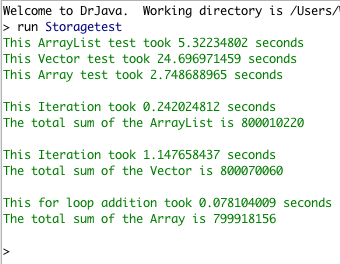 Welcome to DrJava.  Working directory is /Users/
> run Storagetest
This ArrayList test took 5.32234802 seconds
This Vector test took 24.696971459 seconds
This Array test took 2.748688965 seconds
This Iteration took 0.242024812 seconds
The total sum of the ArrayList is 800010220
This Iteration took 1.147658437 seconds
The total sum of the Vector is 800070060
This for loop addition took 0.078104009 seconds
The total sum of the Array is 799918156
>